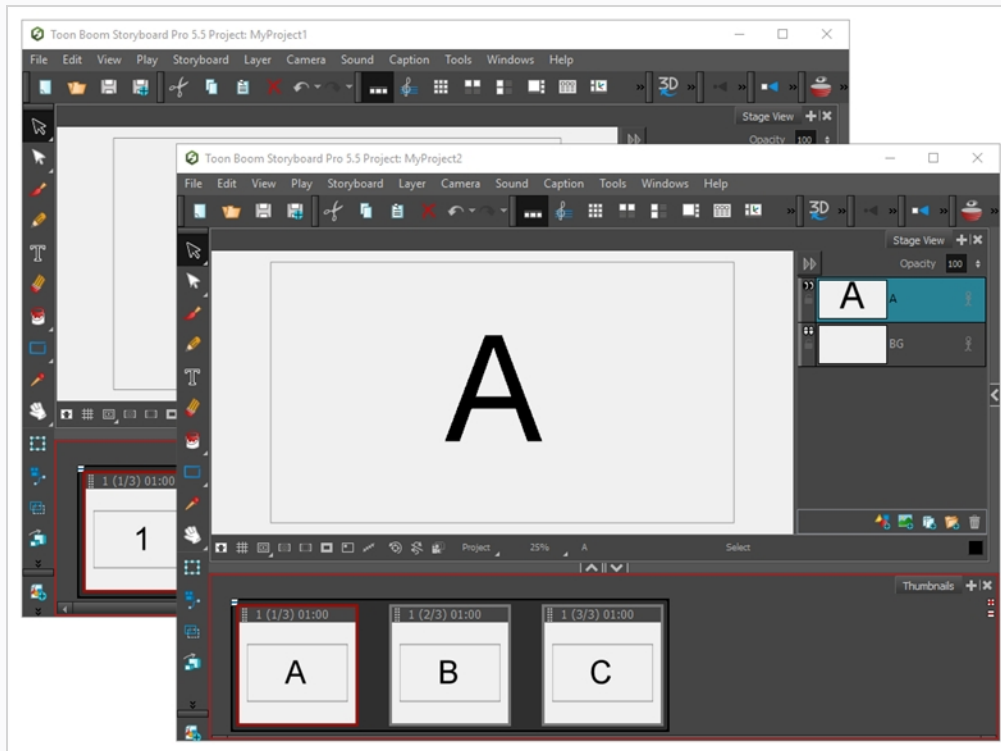 Toon Boom Storyboard Pro 5.5 Project: MyProject1
File Edit View Play Storyboard Layer Camera Sound Caption Tools Windows Help
3D
Stage View
Opacity 100
1 (1/3) 01:00
1
Toon Boom Storyboard Pro 5.5 Project: MyProject2
File Edit View Play Storyboard Layer Camera Sound Caption Tools Windows Help
3D
Stage View
Opacity 100
A A
BG
A
Project 25% A Select
Thumbnails
1 (1/3) 01:00 1 (2/3) 01:00 1 (3/3) 01:00
A B C